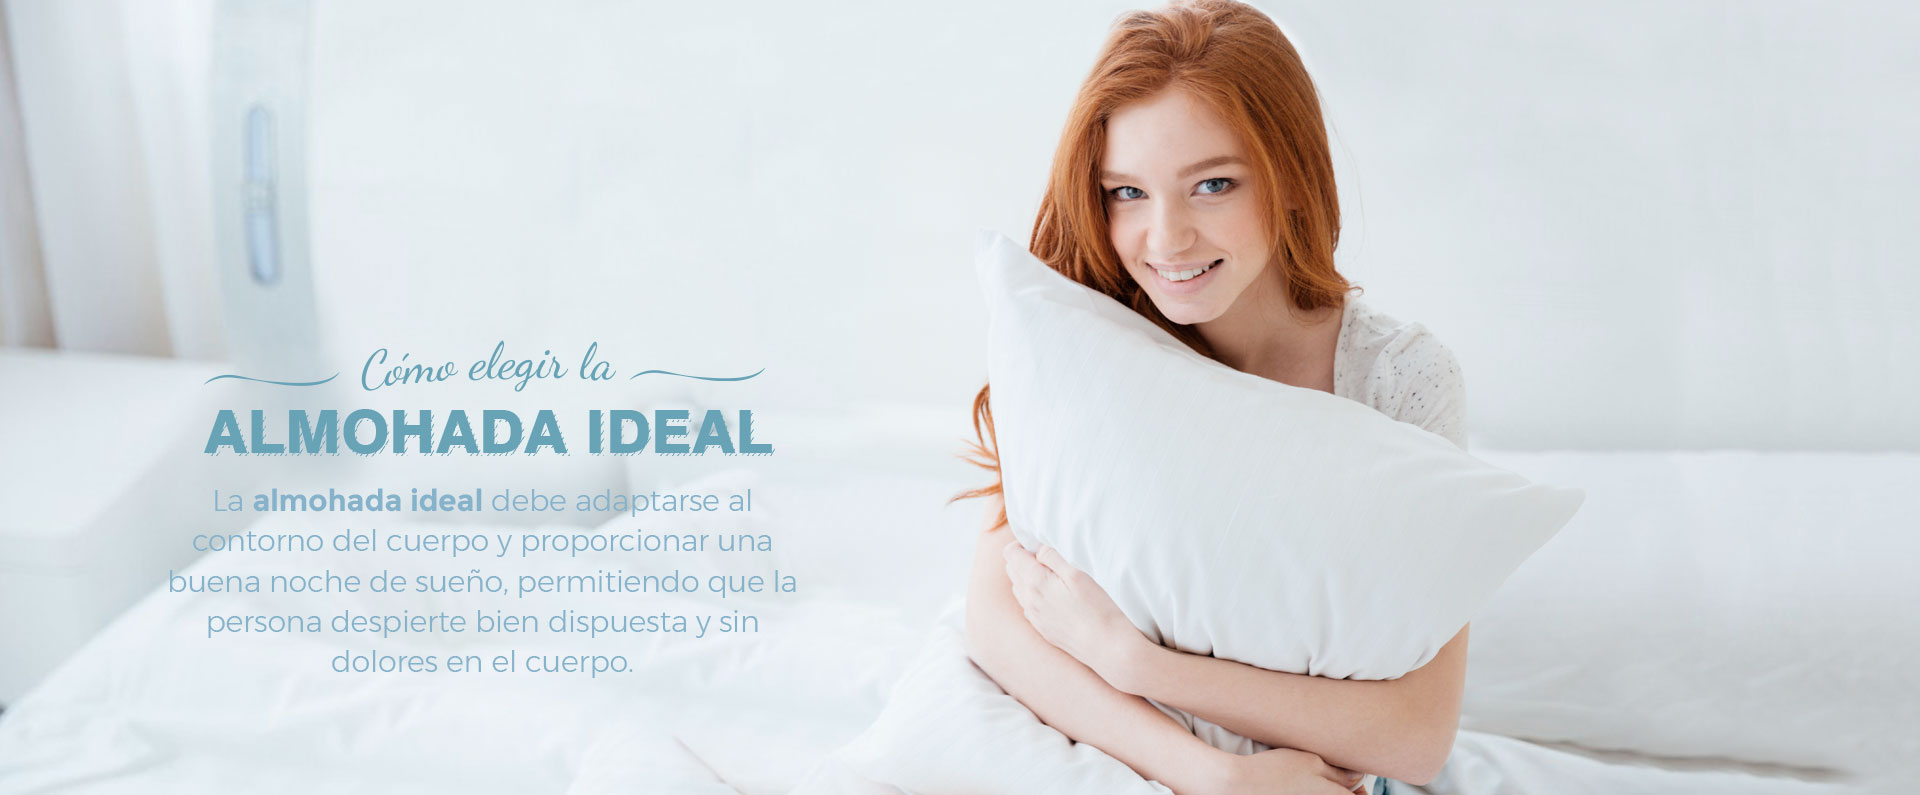 Cómo elegir la
ALMOHADA IDEAL
La almohada ideal debe adaptarse al
contorno del cuerpo y proporcionar una
buena noche de sueño, permitiendo que la
persona despierte bien dispuesta y sin
dolores en el cuerpo.